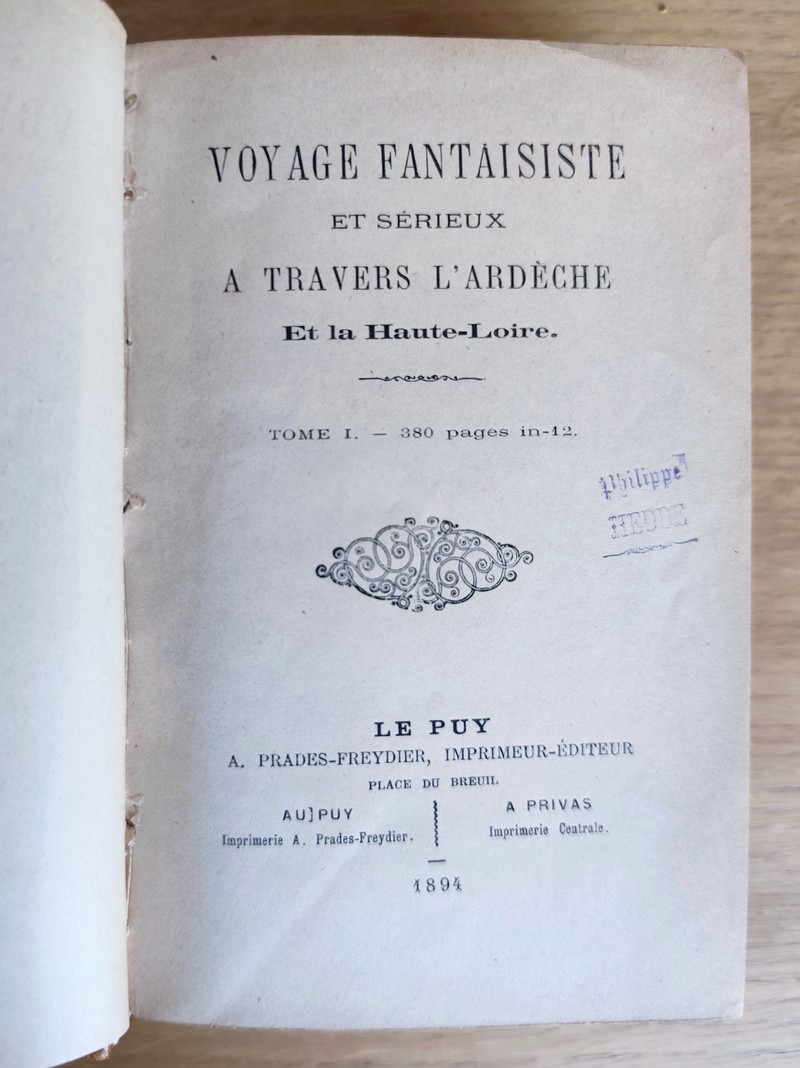 VOYAGE FANTAISISTE
ET SÉRIEUX
A TRAVERS L'ARDÈCHE
Et la Haute-Loire.
TOME I. — 380 pages in-12.
Philippe
LE PUY
A. PRADES-FREYDIER, IMPRIMEUR-ÉDITEUR
PLACE DU BREUIL
AU]PUY
Imprimerie A. Prades-Freydier.
A PRIVAS
Imprimerie Centrale.
1894